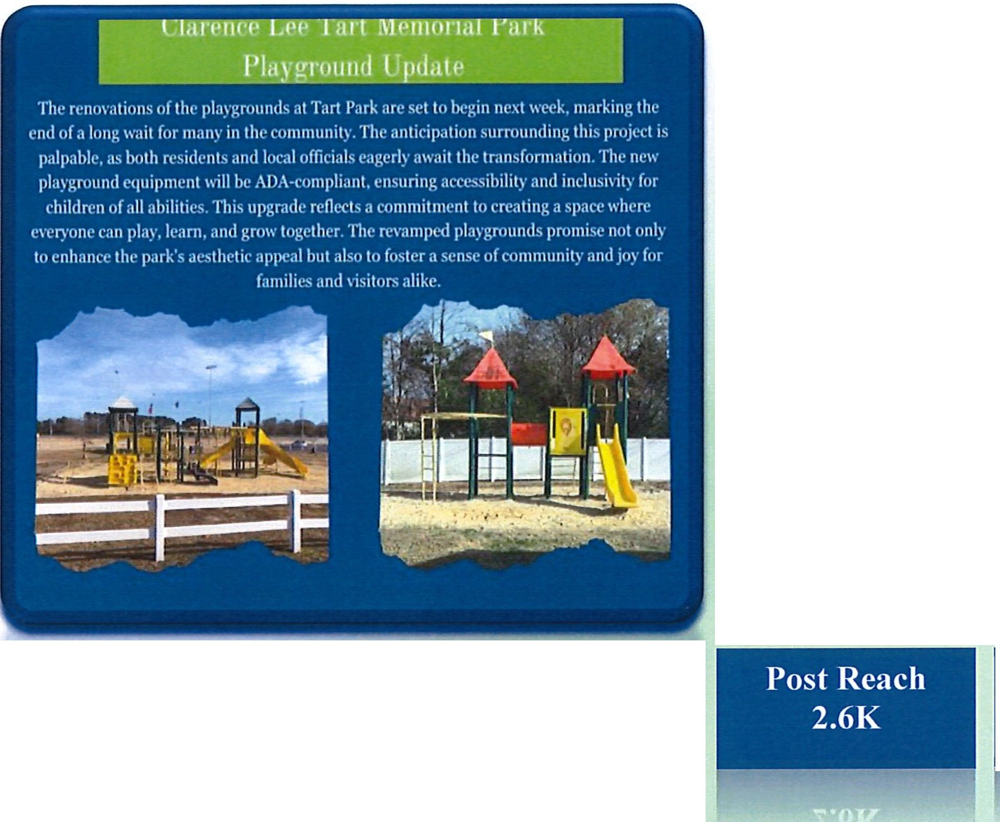 Clarence Lee Tart Memorial Park
Playground Update
The renovations of the playgrounds at Tart Park are set to begin next week, marking the
end of a long wait for many in the community. The anticipation surrounding this project is
palpable, as both residents and local officials eagerly await the transformation. The new
playground equipment will be ADA-compliant, ensuring accessibility and inclusivity for
children of all abilities. This upgrade reflects a commitment to creating a space where
everyone can play, learn, and grow together. The revamped playgrounds promise not only
to enhance the park's aesthetic appeal but also to foster a sense of community and joy for
families and visitors alike.
Post Reach
2.6K